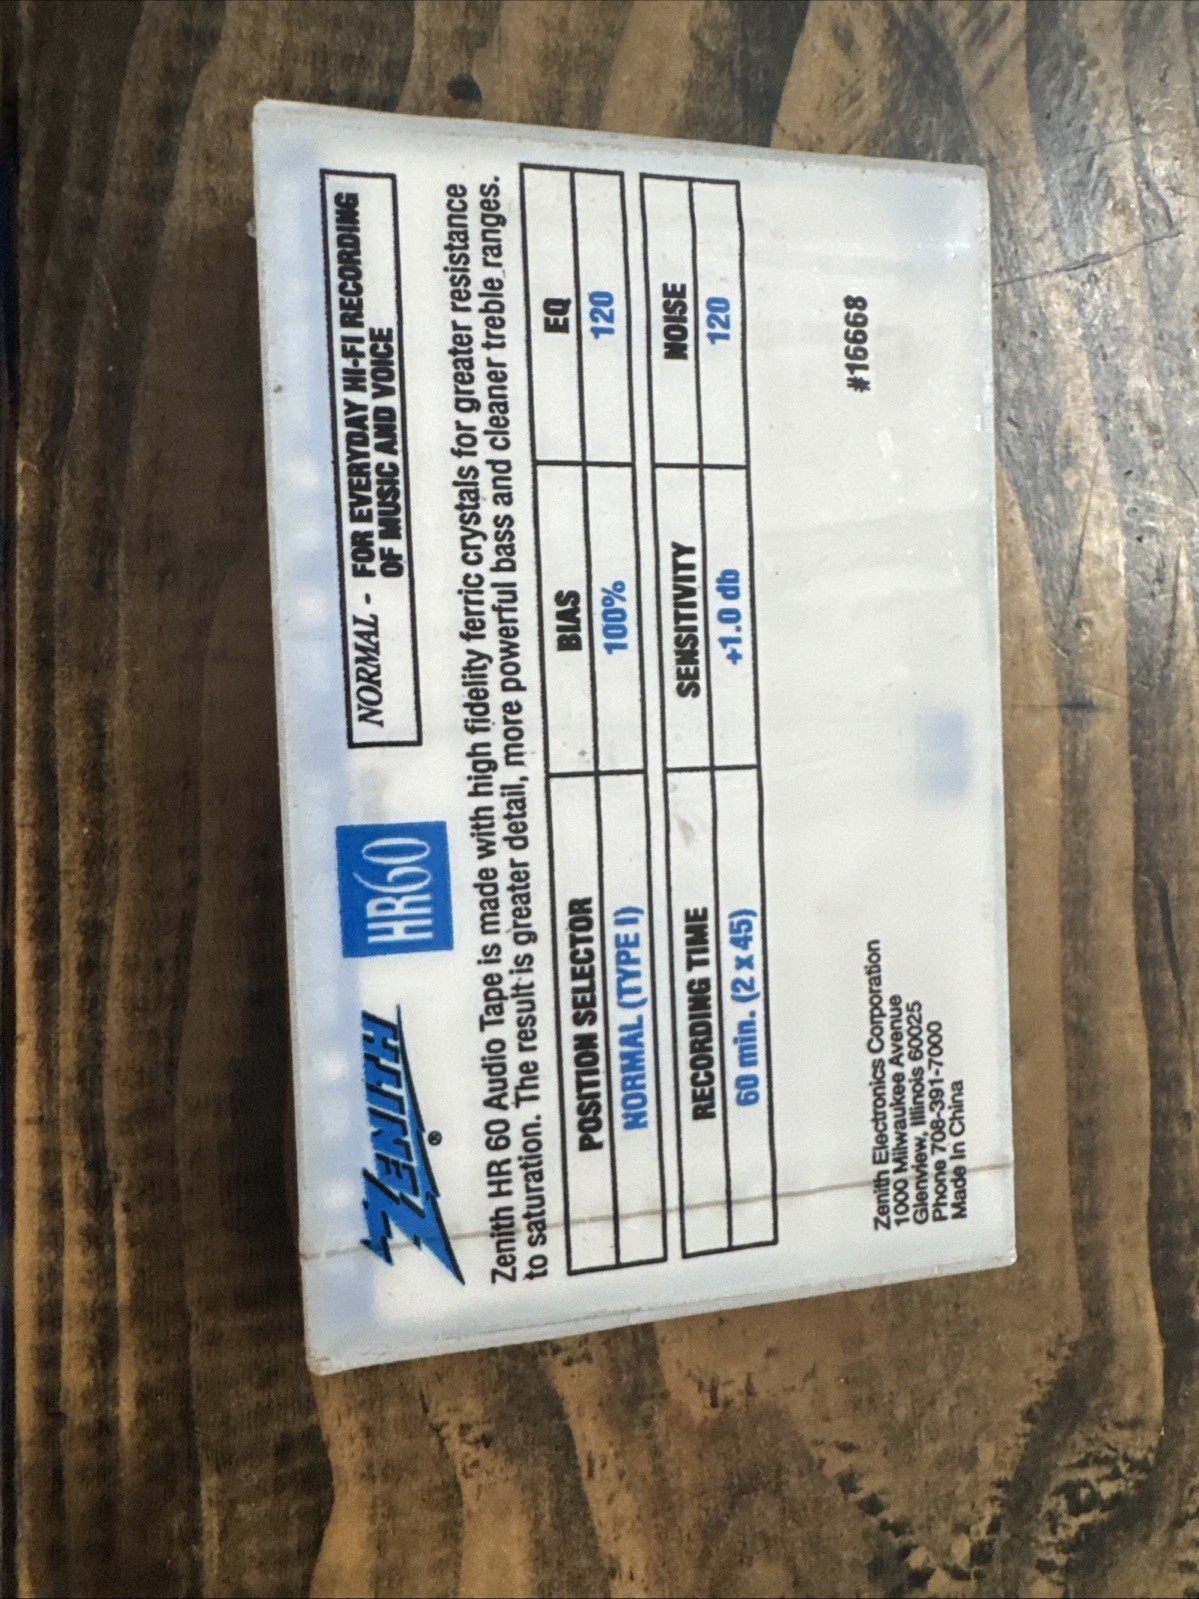 ZENITH®
HR60
NORMAL - FOR EVERYDAY HI-FI RECORDING
OF MUSIC AND VOICE
Zenith HR 60 Audio Tape is made with high fidelity ferric crystals for greater resistance
to saturation. The result is greater detail, more powerful bass and cleaner treble ranges.
POSITION SELECTOR BIAS EQ
NORMAL (TYPE I) 100% 120
RECORDING TIME SENSITIVITY NOISE
60 min. (2 x 45) +1.0 db 120
Zenith Electronics Corporation
1000 Milwaukee Avenue
Glenview, Illinois 60025
Phone 708-391-7000
Made In China
#16668